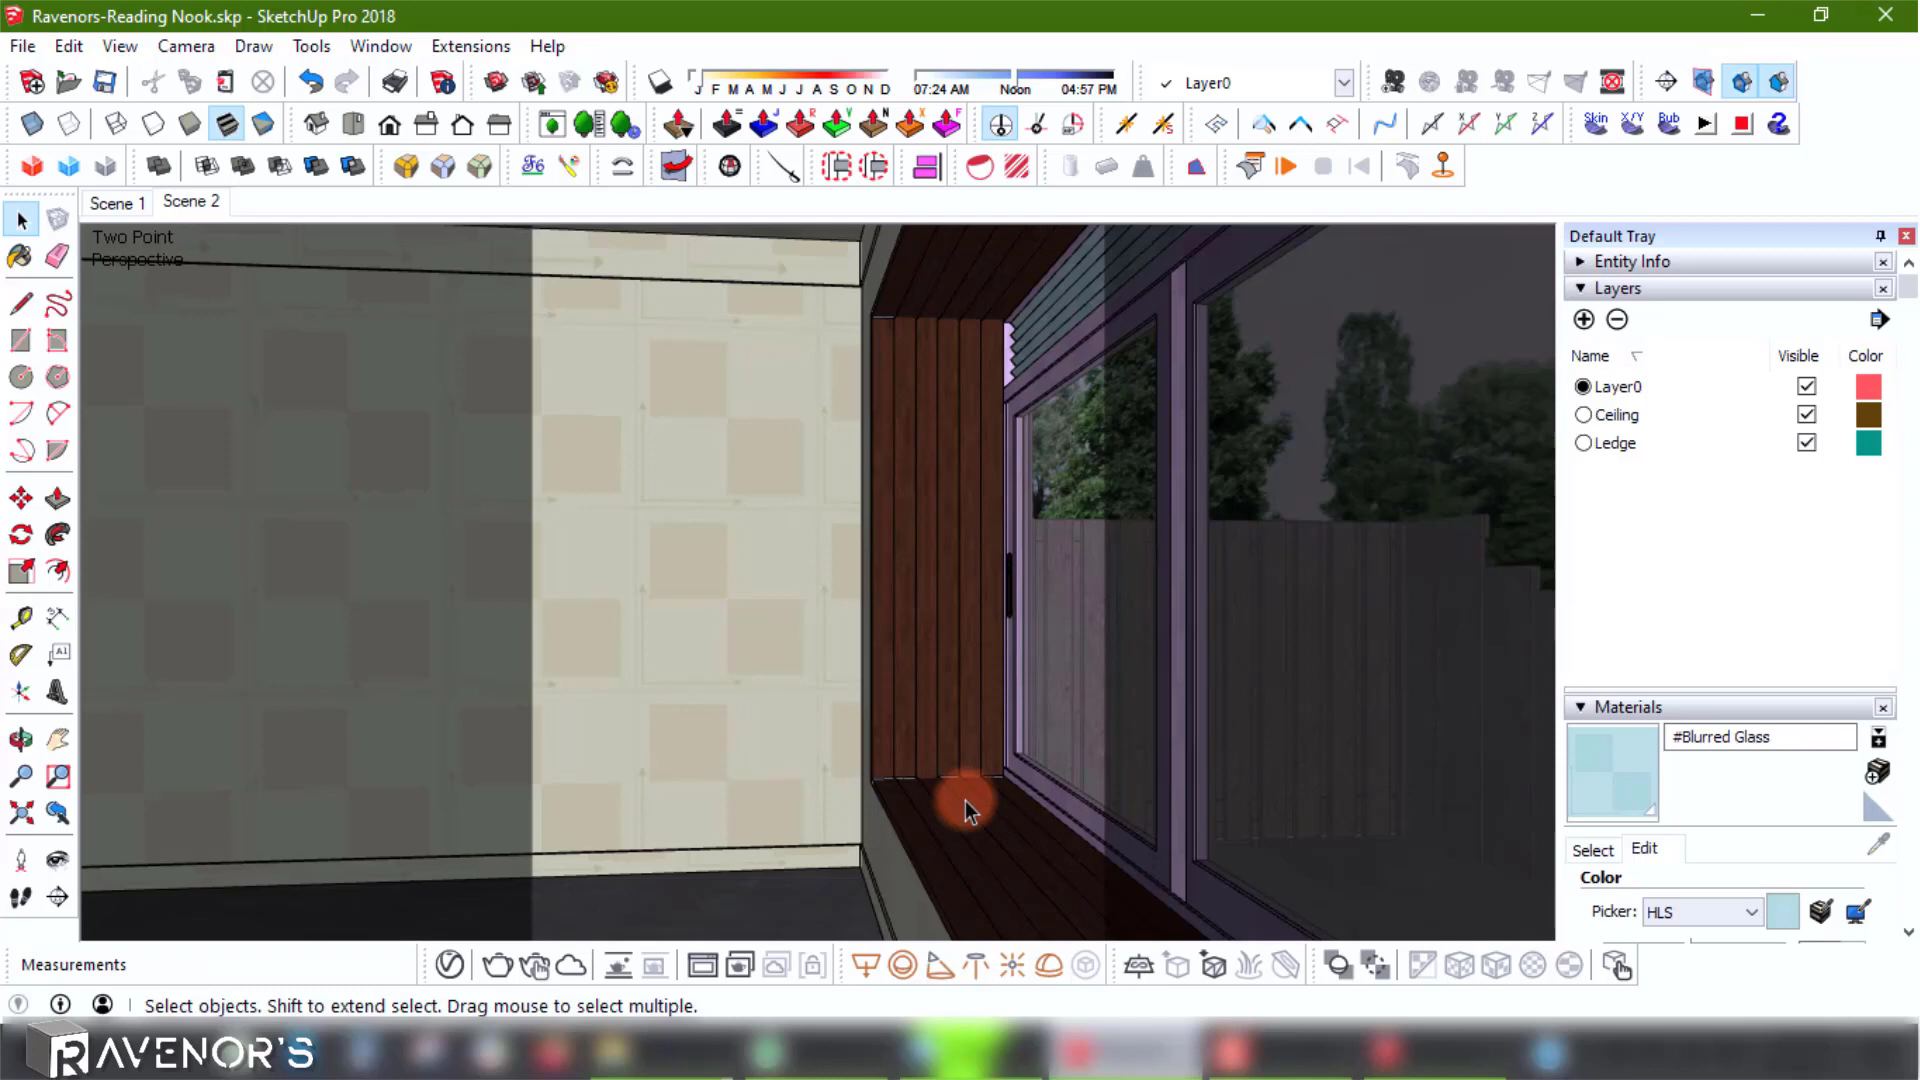 Ravenors-Reading Nook.skp - SketchUp Pro 2018
File Edit View Camera Draw Tools Window Extensions Help
J F M A M J J A S O N D 07:24 AM Noon 04:57 PM
Layer0
Skin X/Y Bub
Scene 1 Scene 2
Two Point
Perspective
Default Tray
Entity Info
Layers
Name Visible Color
Layer0
Ceiling
Ledge
Materials
#Blurred Glass
Select Edit
Color
Picker: HLS
Measurements
Select objects. Shift to extend select. Drag mouse to select multiple.
RAVENOR'S